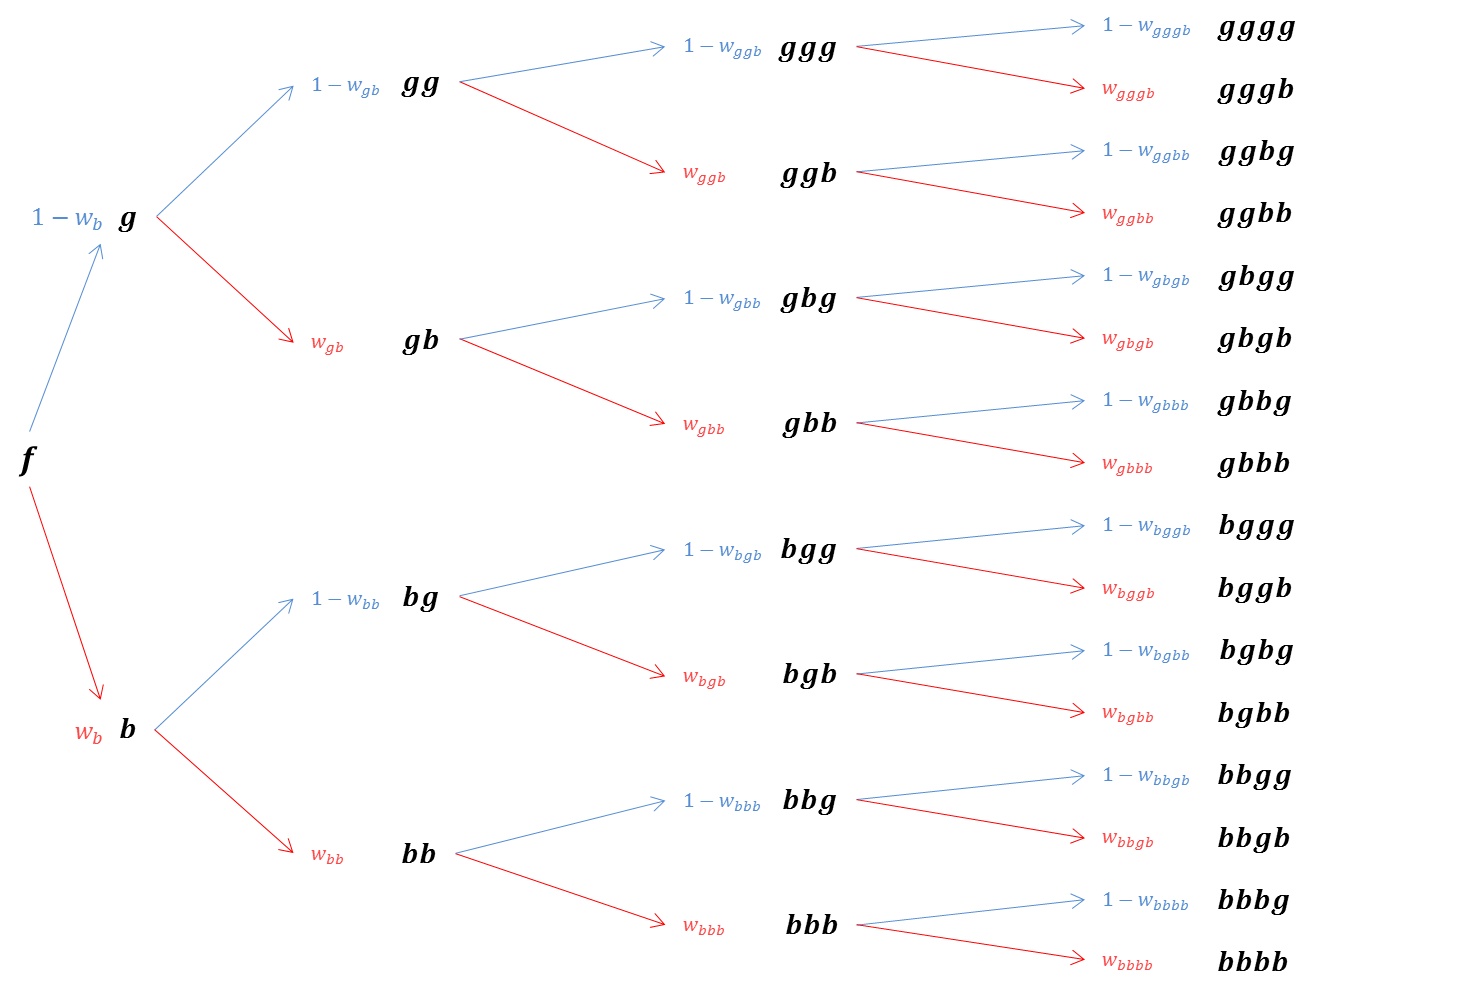 1 − w_gggb gggg
1 − w_ggb ggg
1 − w_gb gg
w_gggb gggb
1 − w_ggbb ggbg
w_ggb ggb
w_ggbb ggbb
1 − w_b g
1 − w_gbgb gbgg
1 − w_gbb gbg
w_gb gb
w_gbgb gbgb
1 − w_gbbb gbbg
w_gbb gbb
f
w_gbbb gbbb
1 − w_bggb bggg
1 − w_bgb bgg
1 − w_bb bg
w_bggb bggb
1 − w_bgbb bgbg
w_bgb bgb
w_bgbb bgbb
w_b b
1 − w_bbgb bbgg
1 − w_bbb bbg
w_bb bb
w_bbgb bbgb
1 − w_bbbb bbbg
w_bbb bbb
w_bbbb bbbb